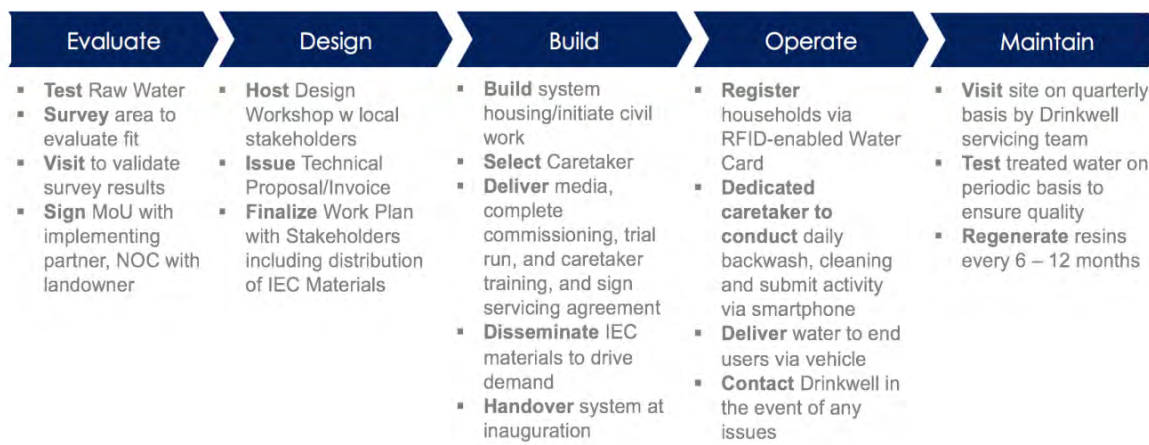 Evaluate
▪ Test Raw Water
▪ Survey area to
evaluate fit
▪ Visit to validate
survey results
▪ Sign MoU with
implementing
partner, NOC with
landowner
Design
▪ Host Design
Workshop w local
stakeholders
▪ Issue Technical
Proposal/Invoice
▪ Finalize Work Plan
with Stakeholders
including distribution
of IEC Materials
Build
▪ Build system
housing/initiate civil
work
▪ Select Caretaker
▪ Deliver media,
complete
commissioning, trial
run, and caretaker
training, and sign
servicing agreement
▪ Disseminate IEC
materials to drive
demand
▪ Handover system at
inauguration
Operate
▪ Register
households via
RFID-enabled Water
Card
▪ Dedicated
caretaker to
conduct daily
backwash, cleaning
and submit activity
via smartphone
▪ Deliver water to end
users via vehicle
▪ Contact Drinkwell in
the event of any
issues
Maintain
▪ Visit site on quarterly
basis by Drinkwell
servicing team
▪ Test treated water on
periodic basis to
ensure quality
▪ Regenerate resins
every 6 – 12 months